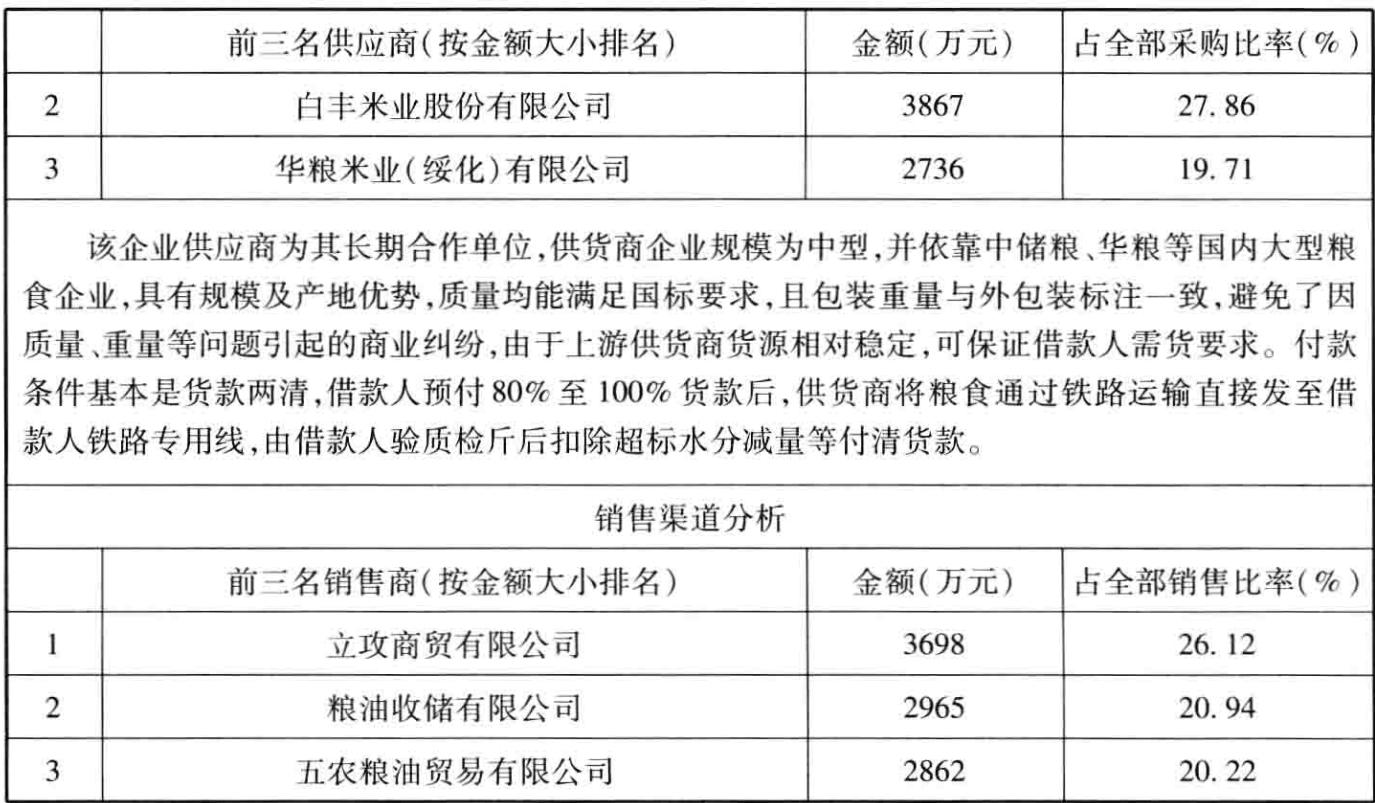 前三名供应商(按金额大小排名) 金额(万元) 占全部采购比率(%)
2 白丰米业股份有限公司 3867 27.86
3 华粮米业(绥化)有限公司 2736 19.71
该企业供应商为其长期合作单位,供货商企业规模为中型,并依靠中储粮、华粮等国内大型粮
食企业,具有规模及产地优势,质量均能满足国标要求,且包装重量与外包装标注一致,避免了因
质量、重量等问题引起的商业纠纷,由于上游供货商货源相对稳定,可保证借款人需货要求。付款
条件基本是货款两清,借款人预付80%至100%货款后,供货商将粮食通过铁路运输直接发至借
款人铁路专用线,由借款人验质检斤后扣除超标水分减量等付清货款。
销售渠道分析
前三名销售商(按金额大小排名) 金额(万元) 占全部销售比率(%)
1 立攻商贸有限公司 3698 26.12
2 粮油收储有限公司 2965 20.94
3 五农粮油贸易有限公司 2862 20.22